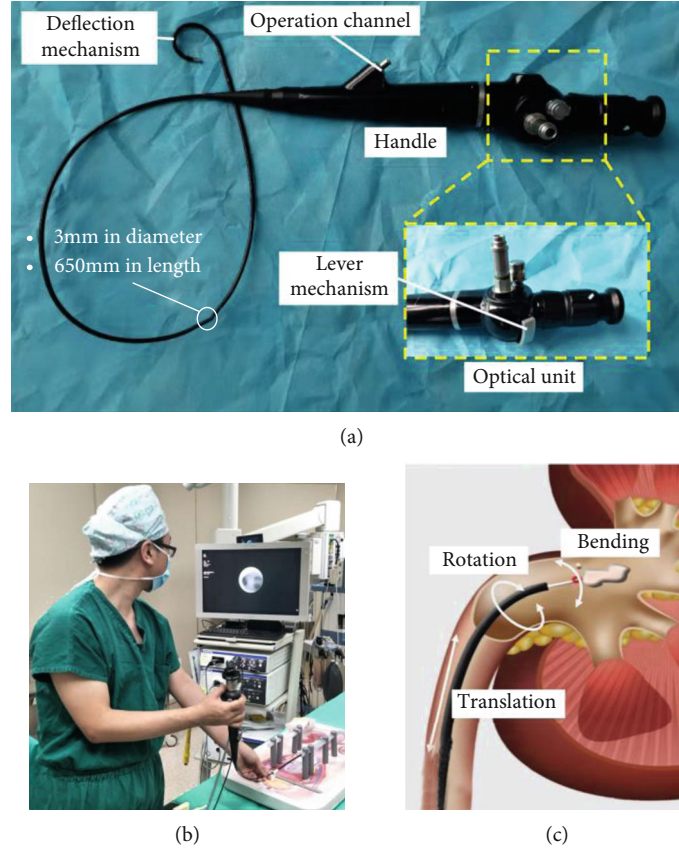 Deflection
mechanism
Operation channel
Handle
• 3mm in diameter
• 650mm in length
Lever
mechanism
Optical unit
(a)
Rotation
Bending
Translation
(b)
(c)